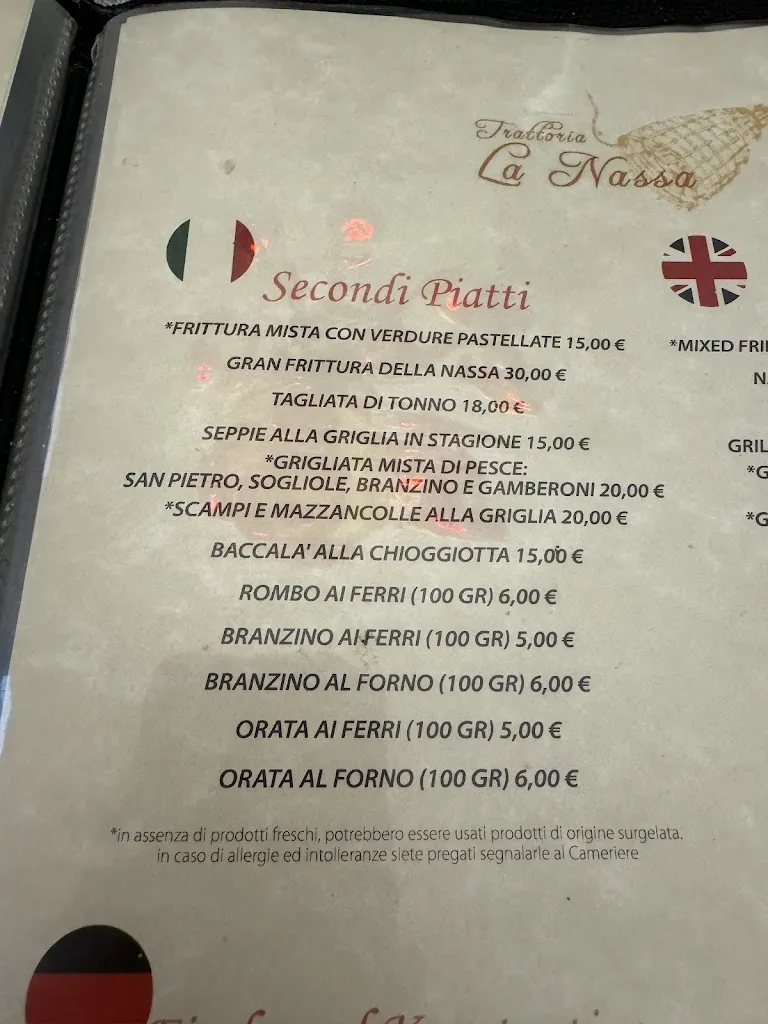 Trattoria
La Nassa
Secondi Piatti
*FRITTURA MISTA CON VERDURE PASTELLATE 15,00 €
GRAN FRITTURA DELLA NASSA 30,00 €
TAGLIATA DI TONNO 18,00 €
SEPPIE ALLA GRIGLIA IN STAGIONE 15,00 €
*GRIGLIATA MISTA DI PESCE:
SAN PIETRO, SOGLIOLE, BRANZINO E GAMBERONI 20,00 €
*SCAMPI E MAZZANCOLLE ALLA GRIGLIA 20,00 €
BACCALA' ALLA CHIOGGIOTTA 15,00 €
ROMBO AI FERRI (100 GR) 6,00 €
BRANZINO AI FERRI (100 GR) 5,00 €
BRANZINO AL FORNO (100 GR) 6,00 €
ORATA AI FERRI (100 GR) 5,00 €
ORATA AL FORNO (100 GR) 6,00 €
*in assenza di prodotti freschi, potrebbero essere usati prodotti di origine surgelata.
in caso di allergie ed intolleranze siete pregati segnalarle al Cameriere
*MIXED FRI
N
GRIL
*G
*G